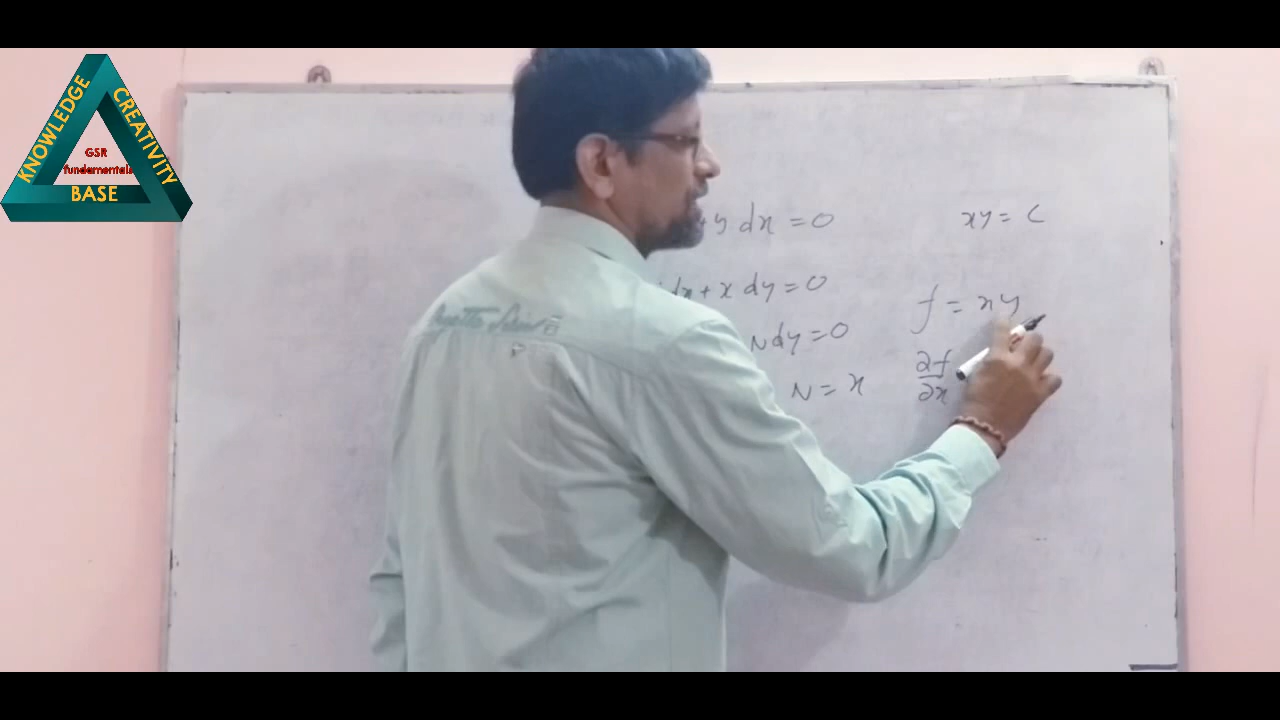 KNOWLEDGE
CREATIVITY
GSR
fundamentals
BASE
+ y dx = 0
dx + x dy = 0
N dy = 0
N = x
xy = c
f = xy
∂f/∂x